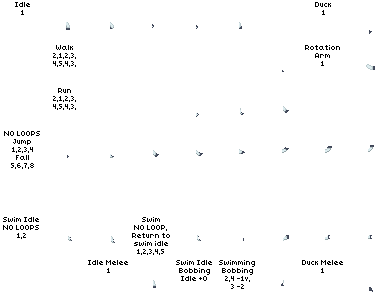 Idle
1
Duck
1
Walk
2,1,2,3,
4,5,4,3,
Rotation
Arm
1
Run
2,1,2,3,
4,5,4,3,
NO LOOPS
Jump
1,2,3,4
Fall
5,6,7,8
Swim Idle
NO LOOPS
1,2
Swim
NO LOOP,
Return to
swim idle
1,2,3,4,5
Idle Melee
1
Swim Idle
Bobbing
Idle +0
Swimming
Bobbing
2,4 -1v,
3 -2
Duck Melee
1